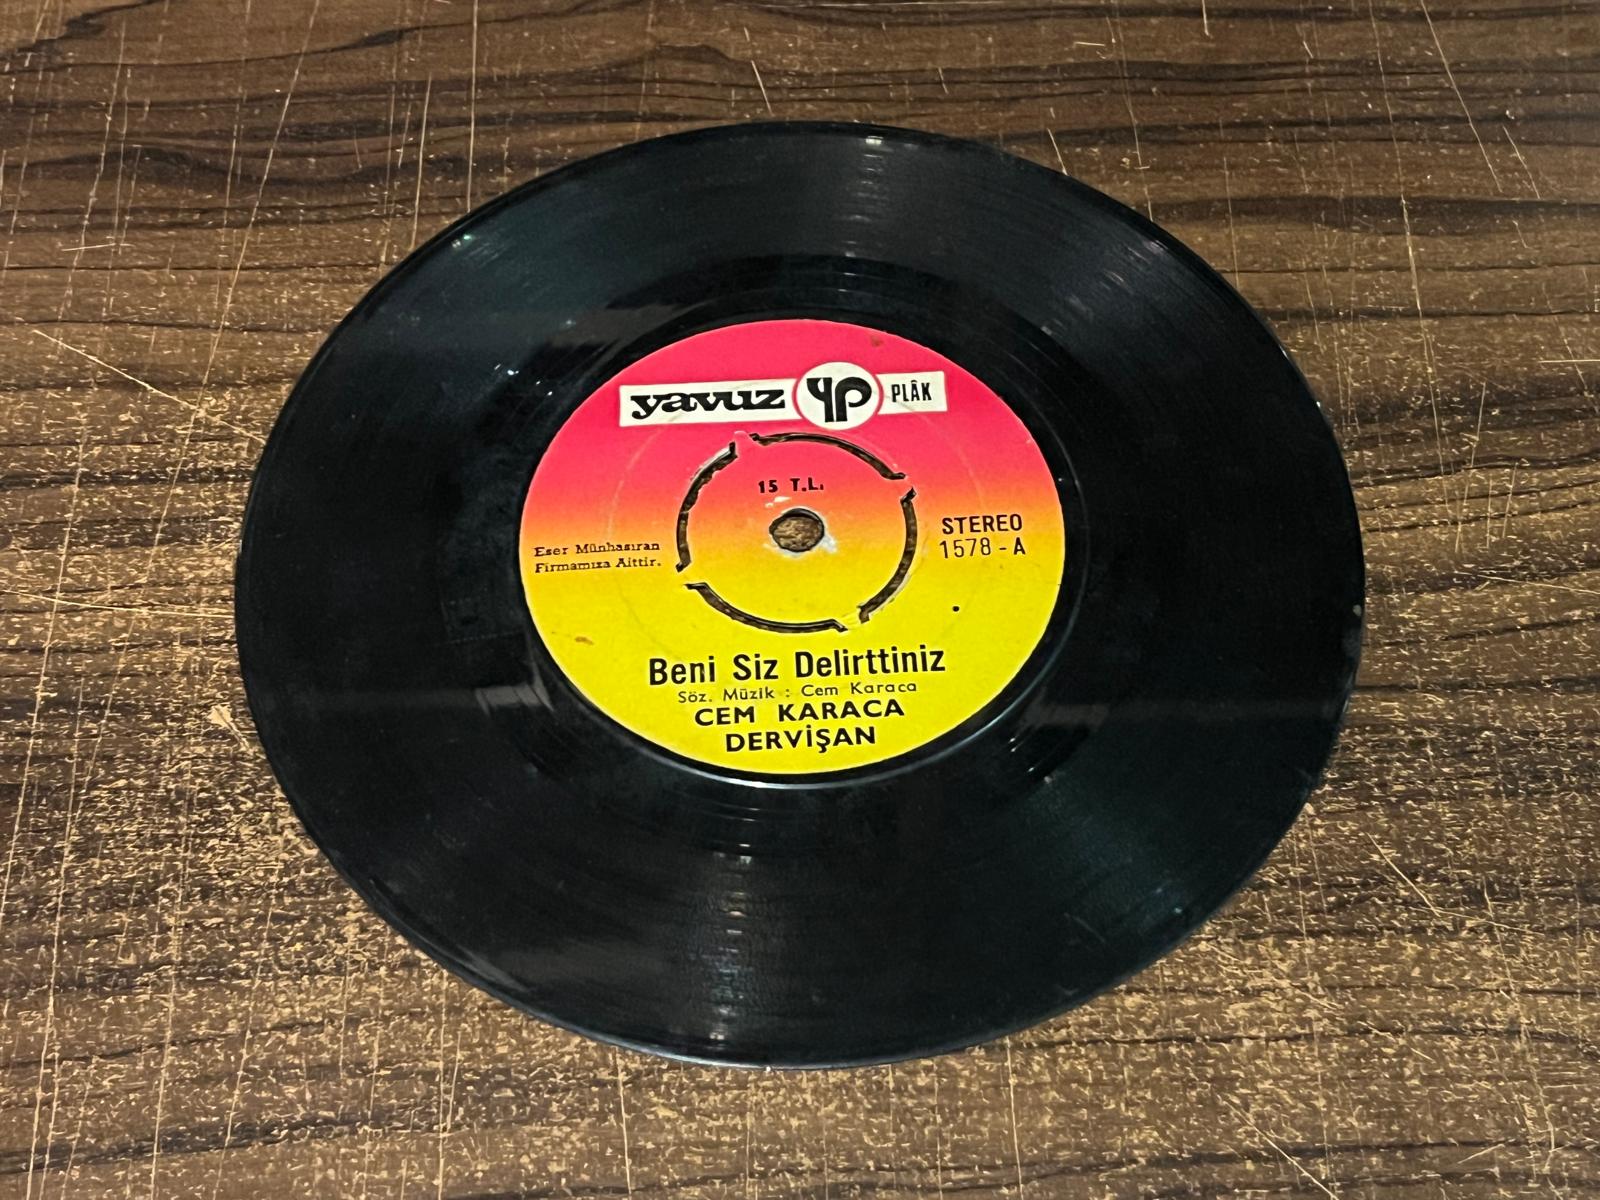 yavuz YP PLÂK
15 T.L.
STEREO
1578 - A
Eser Münhasıran
Firmamıza Aittir.
Beni Siz Delirttiniz
Söz. Müzik : Cem Karaca
CEM KARACA
DERVİŞAN